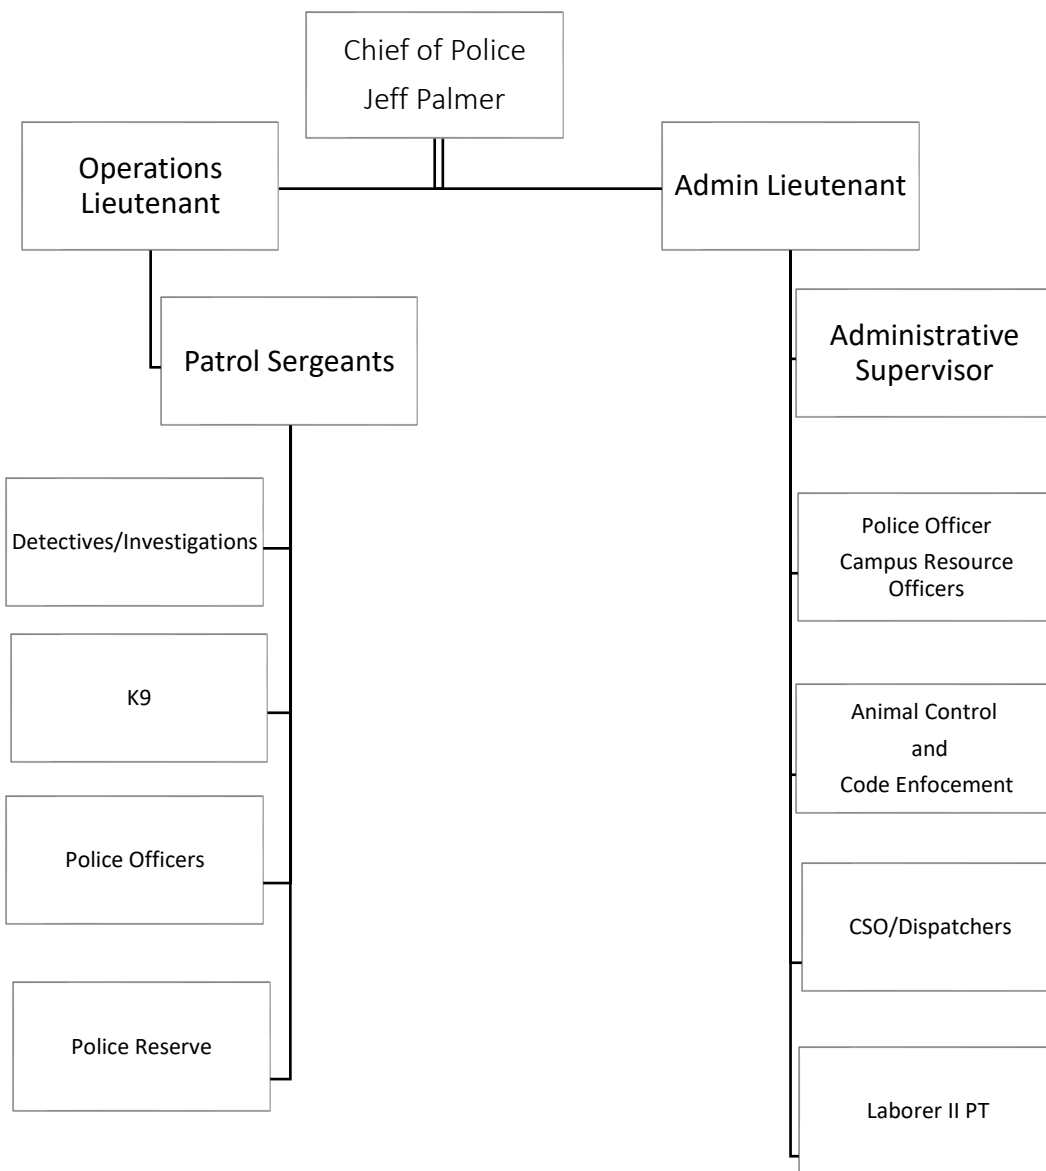 Chief of Police
Jeff Palmer
Operations
Lieutenant
Admin Lieutenant
Patrol Sergeants
Administrative
Supervisor
Detectives/Investigations
Police Officer
Campus Resource
Officers
K9
Animal Control
and
Code Enfocement
Police Officers
CSO/Dispatchers
Police Reserve
Laborer II PT